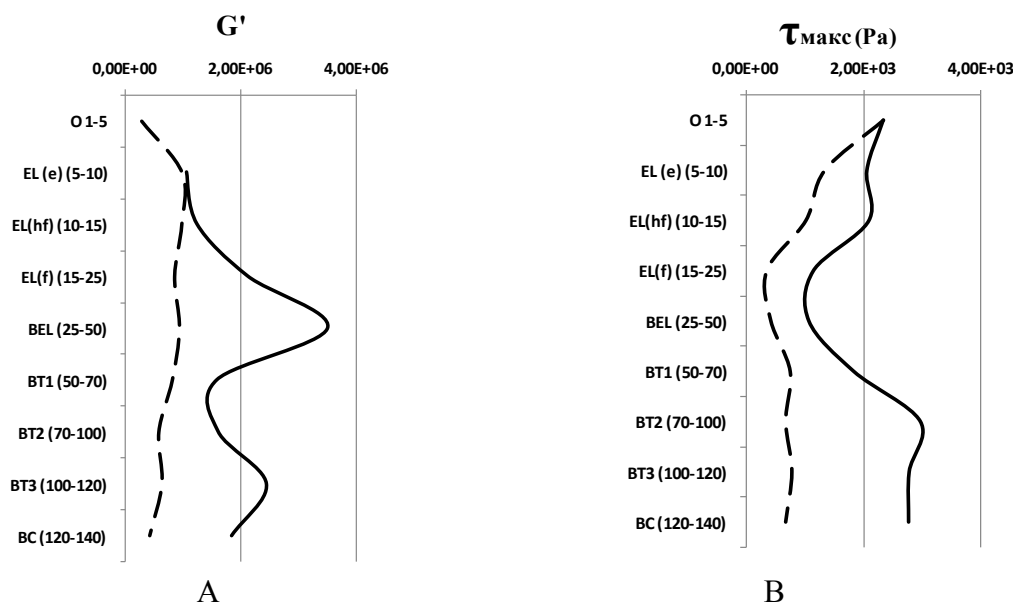 G'
0,00E+00 2,00E+06 4,00E+06
O 1-5
EL (e) (5-10)
EL(hf) (10-15)
EL(f) (15-25)
BEL (25-50)
BT1 (50-70)
BT2 (70-100)
BT3 (100-120)
BC (120-140)
A
τмакс (Pa)
0,00E+00 2,00E+03 4,00E+03
O 1-5
EL (e) (5-10)
EL(hf) (10-15)
EL(f) (15-25)
BEL (25-50)
BT1 (50-70)
BT2 (70-100)
BT3 (100-120)
BC (120-140)
B